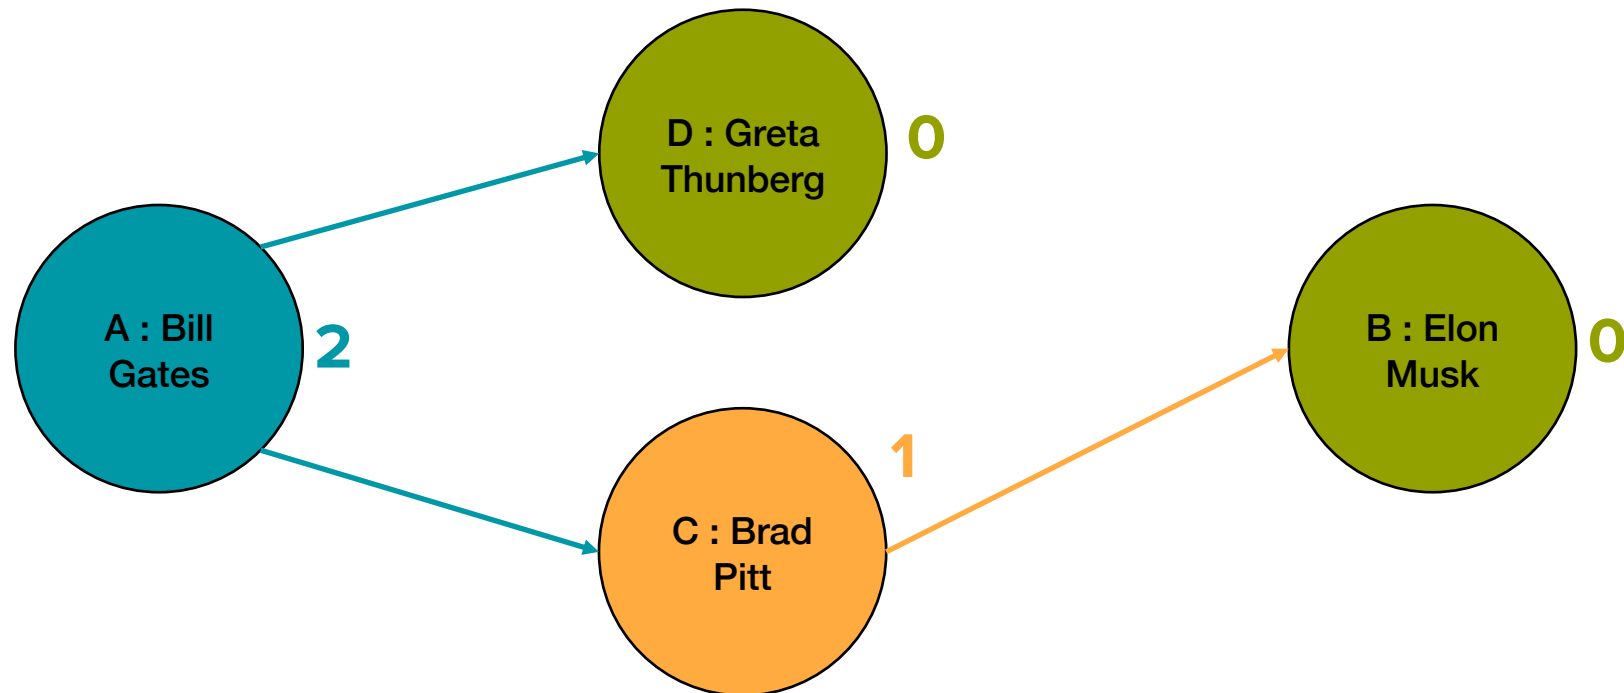 D : Greta
Thunberg
0
A : Bill
Gates
2
B : Elon
Musk
0
1
C : Brad
Pitt